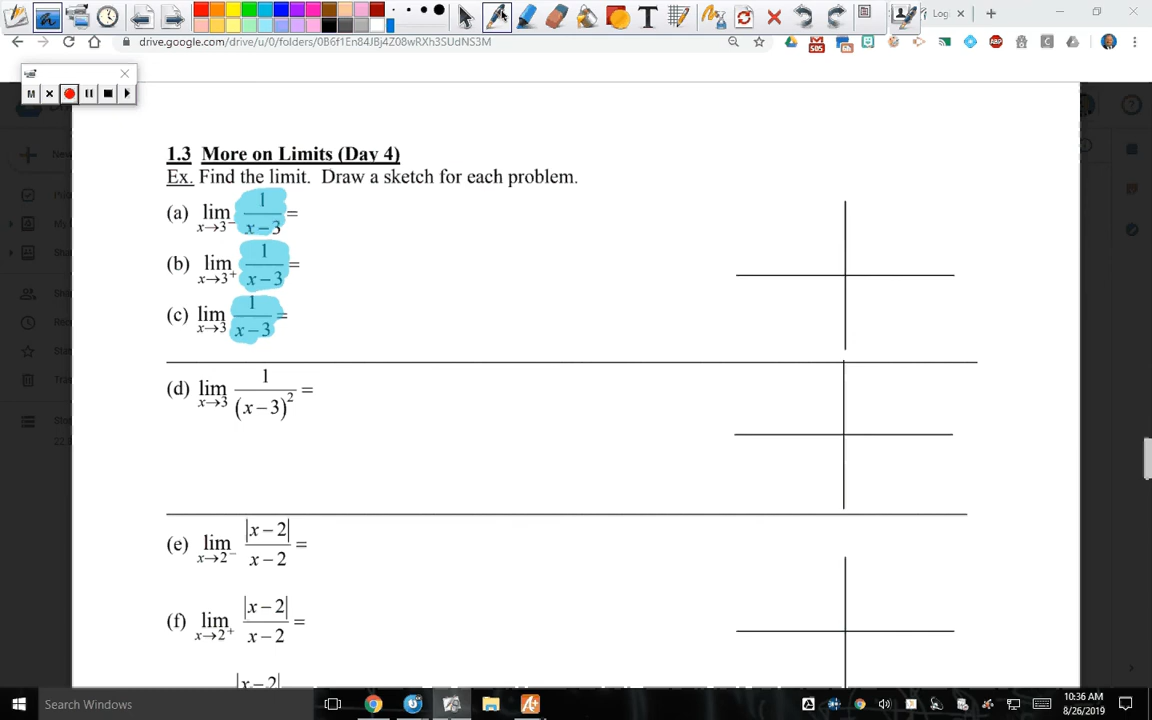 Log
drive.google.com/drive/u/0/folders/0B6f1En84JBj4Z08wRXh3SUdNS3M
M
1.3 More on Limits (Day 4)
Ex. Find the limit. Draw a sketch for each problem.
(a) lim x→3⁻ 1/(x−3) =
(b) lim x→3⁺ 1/(x−3) =
(c) lim x→3 1/(x−3) =
(d) lim x→3 1/(x−3)² =
(e) lim x→2⁻ |x−2|/(x−2) =
(f) lim x→2⁺ |x−2|/(x−2) =
|x−2|
Search Windows
10:36 AM
8/26/2019